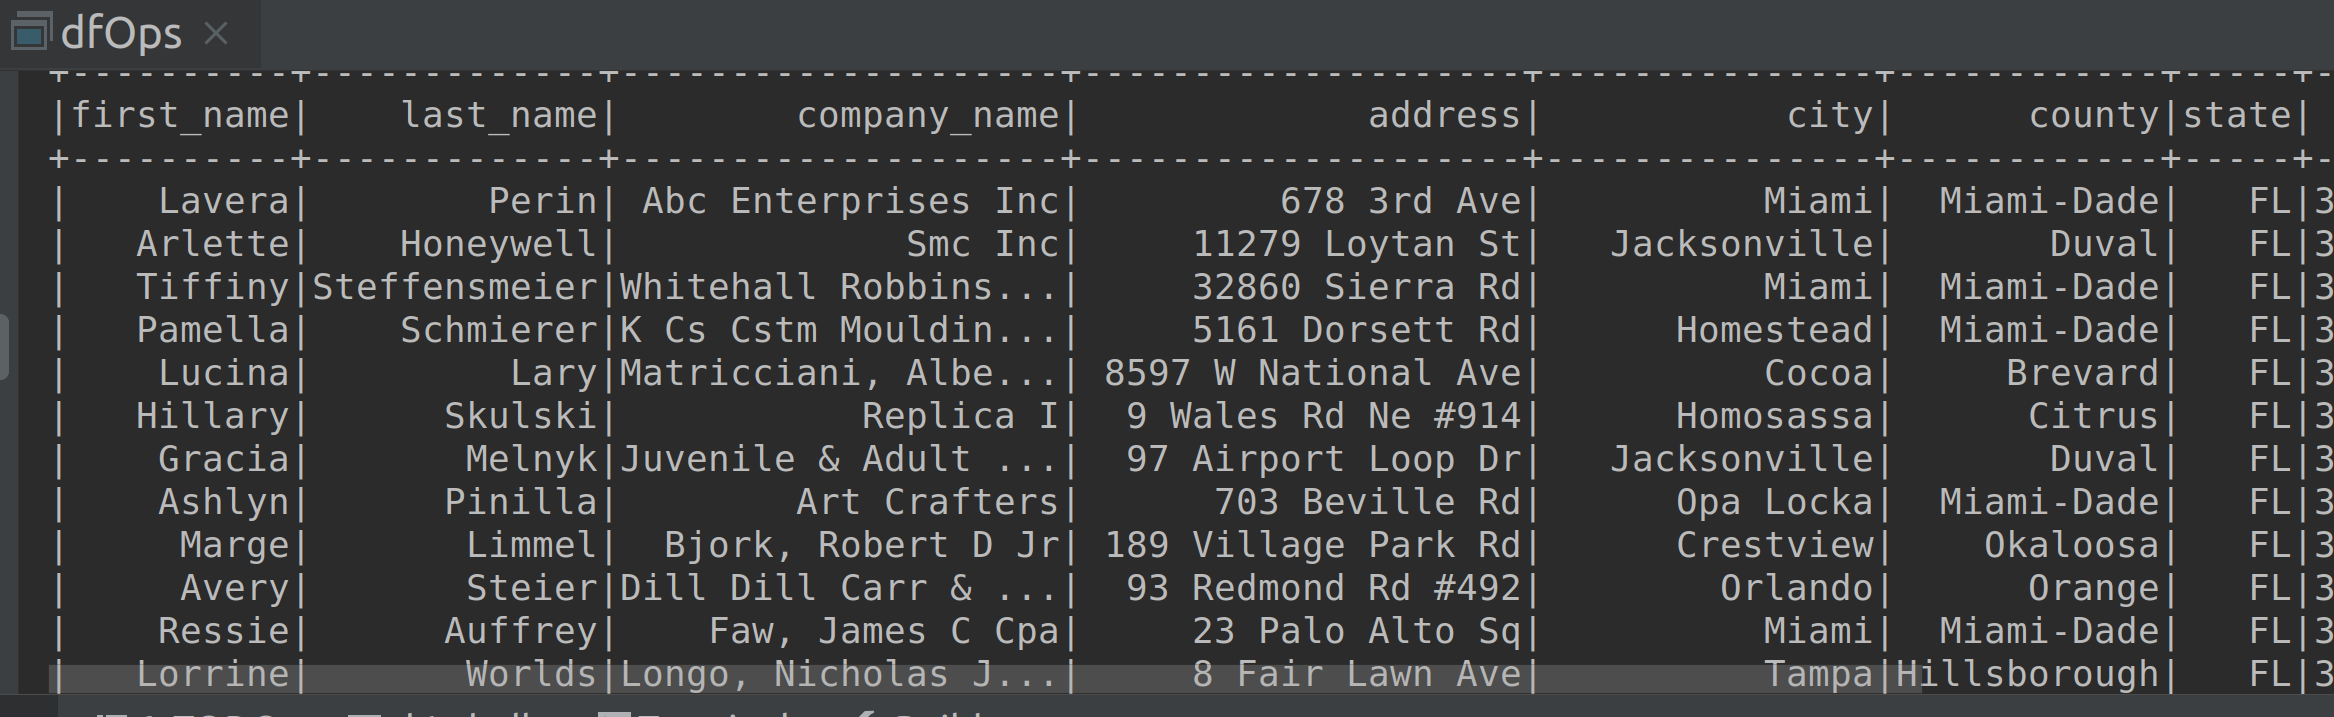 dfOps
+----------+-------------+--------------------+--------------------+---------------+------------+-----+-
|first_name|    last_name|        company_name|             address|           city|      county|state|
+----------+-------------+--------------------+--------------------+---------------+------------+-----+-
|    Lavera|        Perin| Abc Enterprises Inc|         678 3rd Ave|          Miami|  Miami-Dade|   FL|3
|   Arlette|    Honeywell|             Smc Inc|     11279 Loytan St|   Jacksonville|       Duval|   FL|3
|   Tiffiny|Steffensmeier|Whitehall Robbins...|     32860 Sierra Rd|          Miami|  Miami-Dade|   FL|3
|   Pamella|    Schmierer|K Cs Cstm Mouldin...|     5161 Dorsett Rd|      Homestead|  Miami-Dade|   FL|3
|    Lucina|         Lary|Matricciani, Albe...| 8597 W National Ave|          Cocoa|     Brevard|   FL|3
|   Hillary|      Skulski|           Replica I|  9 Wales Rd Ne #914|      Homosassa|      Citrus|   FL|3
|    Gracia|       Melnyk|Juvenile & Adult ...|  97 Airport Loop Dr|   Jacksonville|       Duval|   FL|3
|    Ashlyn|      Pinilla|        Art Crafters|      703 Beville Rd|      Opa Locka|  Miami-Dade|   FL|3
|     Marge|       Limmel|  Bjork, Robert D Jr| 189 Village Park Rd|      Crestview|    Okaloosa|   FL|3
|     Avery|       Steier|Dill Dill Carr & ...|  93 Redmond Rd #492|        Orlando|      Orange|   FL|3
|    Ressie|      Auffrey|    Faw, James C Cpa|     23 Palo Alto Sq|          Miami|  Miami-Dade|   FL|3
|   Lorrine|       Worlds|Longo, Nicholas J...|     8 Fair Lawn Ave|          Tampa|Hillsborough|   FL|3